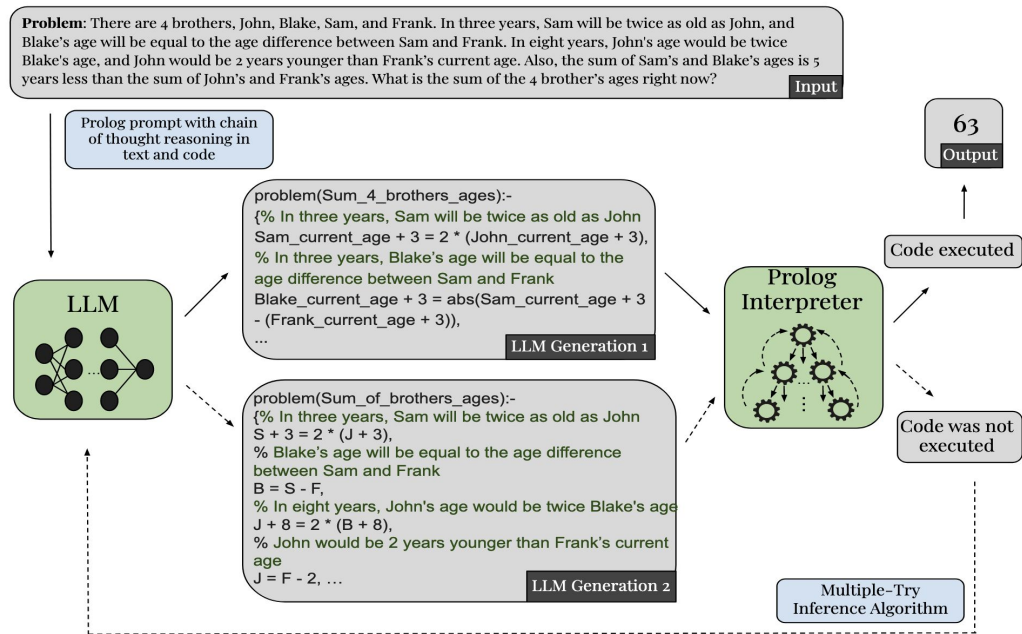 Problem: There are 4 brothers, John, Blake, Sam, and Frank. In three years, Sam will be twice as old as John, and
Blake's age will be equal to the age difference between Sam and Frank. In eight years, John's age would be twice
Blake's age, and John would be 2 years younger than Frank's current age. Also, the sum of Sam's and Blake's ages is 5
years less than the sum of John's and Frank's ages. What is the sum of the 4 brother's ages right now?
Input
Prolog prompt with chain
of thought reasoning in
text and code
63
Output
problem(Sum_4_brothers_ages):-
{% In three years, Sam will be twice as old as John
Sam_current_age + 3 = 2 * (John_current_age + 3),
% In three years, Blake's age will be equal to the
age difference between Sam and Frank
Blake_current_age + 3 = abs(Sam_current_age + 3
- (Frank_current_age + 3)),
...
LLM Generation 1
LLM
...
Prolog
Interpreter
...
Code executed
Code was not
executed
problem(Sum_of_brothers_ages):-
{% In three years, Sam will be twice as old as John
S + 3 = 2 * (J + 3),
% Blake's age will be equal to the age difference
between Sam and Frank
B = S - F,
% In eight years, John's age would be twice Blake's age
J + 8 = 2 * (B + 8),
% John would be 2 years younger than Frank's current
age
J = F - 2, ...
LLM Generation 2
Multiple-Try
Inference Algorithm